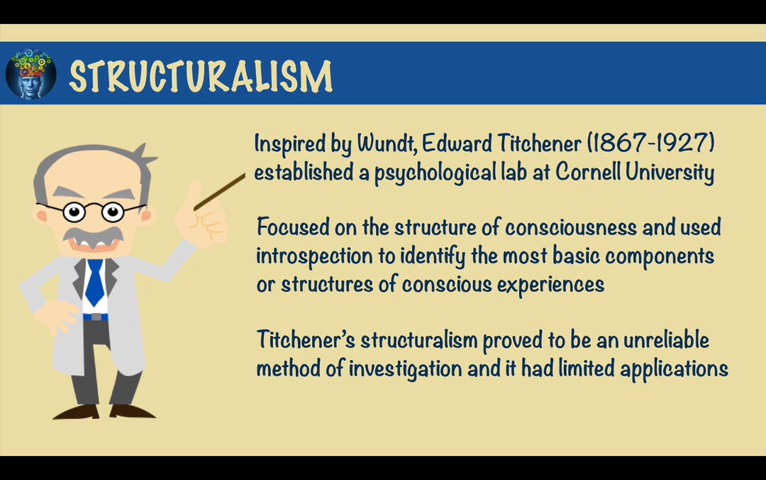 STRUCTURALISM
Inspired by Wundt, Edward Titchener (1867-1927)
established a psychological lab at Cornell University
Focused on the structure of consciousness and used
introspection to identify the most basic components
or structures of conscious experiences
Titchener's structuralism proved to be an unreliable
method of investigation and it had limited applications